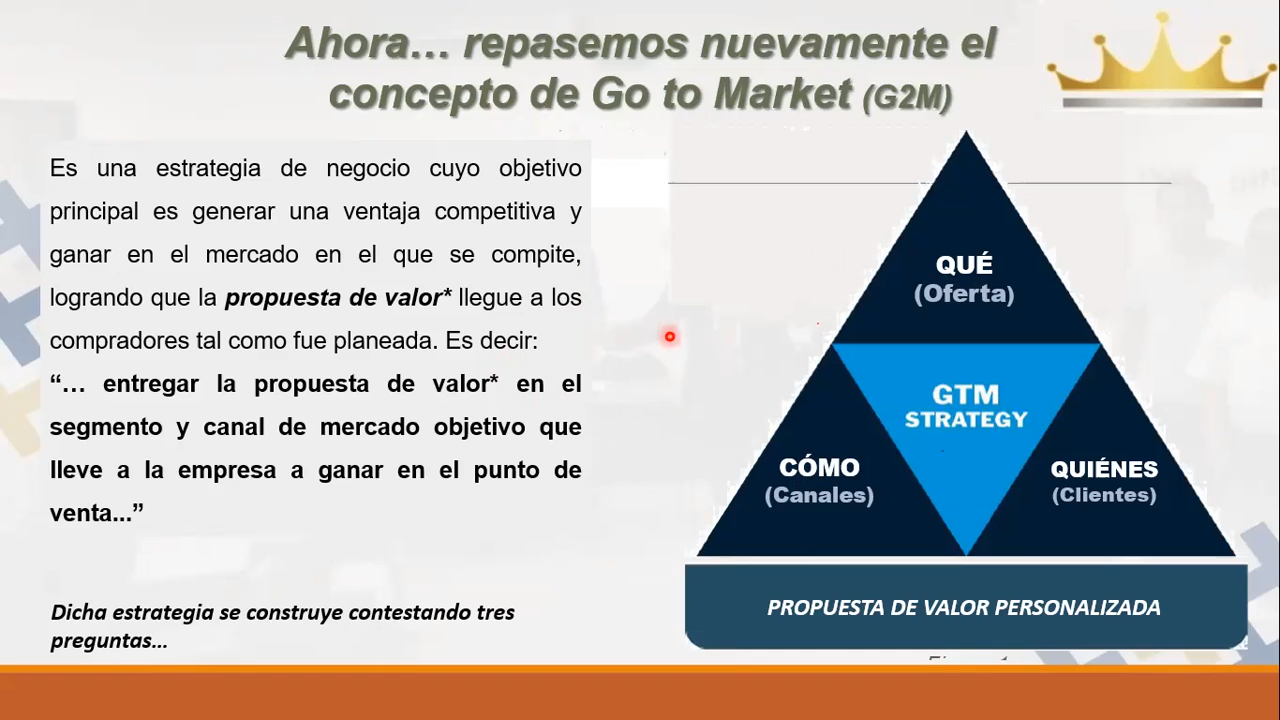 Ahora… repasemos nuevamente el
concepto de Go to Market (G2M)
Es una estrategia de negocio cuyo objetivo
principal es generar una ventaja competitiva y
ganar en el mercado en el que se compite,
logrando que la propuesta de valor* llegue a los
compradores tal como fue planeada. Es decir:
“… entregar la propuesta de valor* en el
segmento y canal de mercado objetivo que
lleve a la empresa a ganar en el punto de
venta...”
Dicha estrategia se construye contestando tres
preguntas…
QUÉ
(Oferta)
GTM
STRATEGY
CÓMO
(Canales)
QUIÉNES
(Clientes)
PROPUESTA DE VALOR PERSONALIZADA